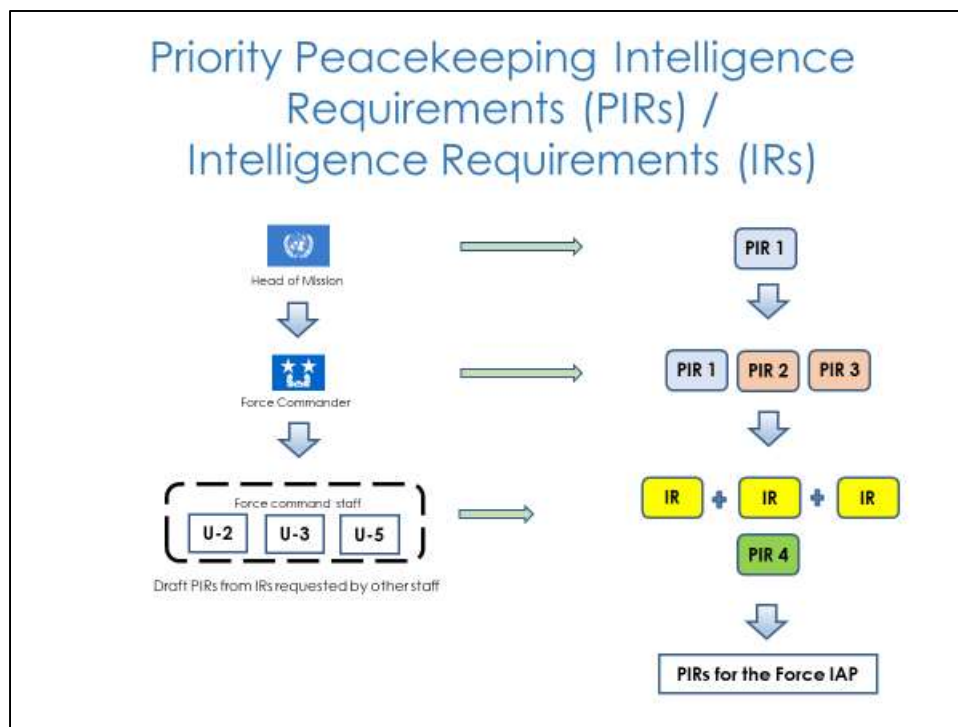 Priority Peacekeeping Intelligence
Requirements (PIRs) /
Intelligence Requirements (IRs)
Head of Mission
PIR 1
Force Commander
PIR 1 PIR 2 PIR 3
Force command staff
U-2 U-3 U-5
Draft PIRs from IRs requested by other staff
IR + IR + IR
PIR 4
PIRs for the Force IAP